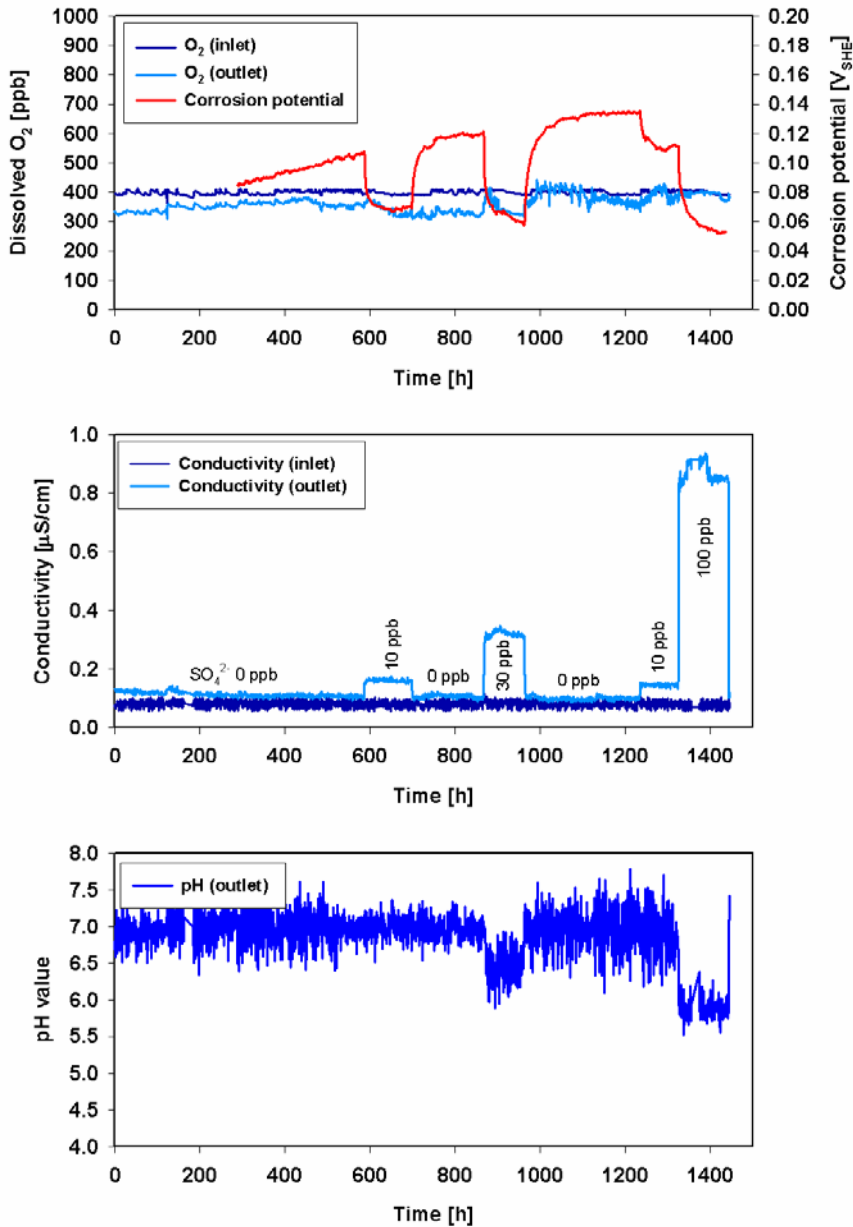 1000
900
800
700
600
500
400
300
200
100
0
Dissolved O2 [ppb]
O2 (inlet)
O2 (outlet)
Corrosion potential
0.20
0.18
0.16
0.14
0.12
0.10
0.08
0.06
0.04
0.02
0.00
Corrosion potential [VSHE]
0 200 400 600 800 1000 1200 1400
Time [h]
1.0
0.8
0.6
0.4
0.2
0.0
Conductivity [µS/cm]
Conductivity (inlet)
Conductivity (outlet)
SO4 2- 0 ppb
10 ppb
0 ppb
30 ppb
0 ppb
10 ppb
100 ppb
0 200 400 600 800 1000 1200 1400
Time [h]
8.0
7.5
7.0
6.5
6.0
5.5
5.0
4.5
4.0
pH value
pH (outlet)
0 200 400 600 800 1000 1200 1400
Time [h]